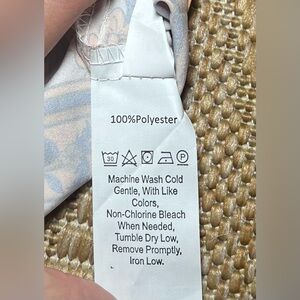 100%Polyester
30 P
Machine Wash Cold
Gentle, With Like
Colors,
Non-Chlorine Bleach
When Needed,
Tumble Dry Low,
Remove Promptly,
Iron Low.